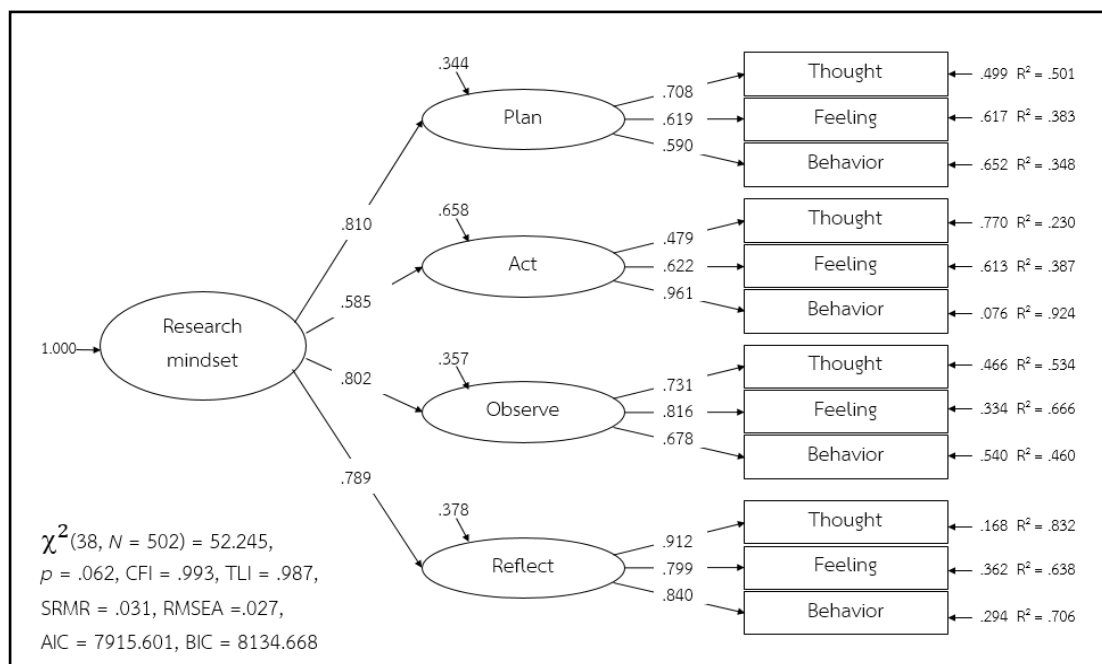 .344
Plan
.708
.619
.590
Thought
.499 R² = .501
Feeling
.617 R² = .383
Behavior
.652 R² = .348
.810
.658
Act
.479
.622
.961
Thought
.770 R² = .230
Feeling
.613 R² = .387
Behavior
.076 R² = .924
.585
1.000
Research
mindset
.802
.357
Observe
.731
.816
.678
Thought
.466 R² = .534
Feeling
.334 R² = .666
Behavior
.540 R² = .460
.789
.378
Reflect
.912
.799
.840
Thought
.168 R² = .832
Feeling
.362 R² = .638
Behavior
.294 R² = .706
χ²(38, N = 502) = 52.245,
p = .062, CFI = .993, TLI = .987,
SRMR = .031, RMSEA =.027,
AIC = 7915.601, BIC = 8134.668